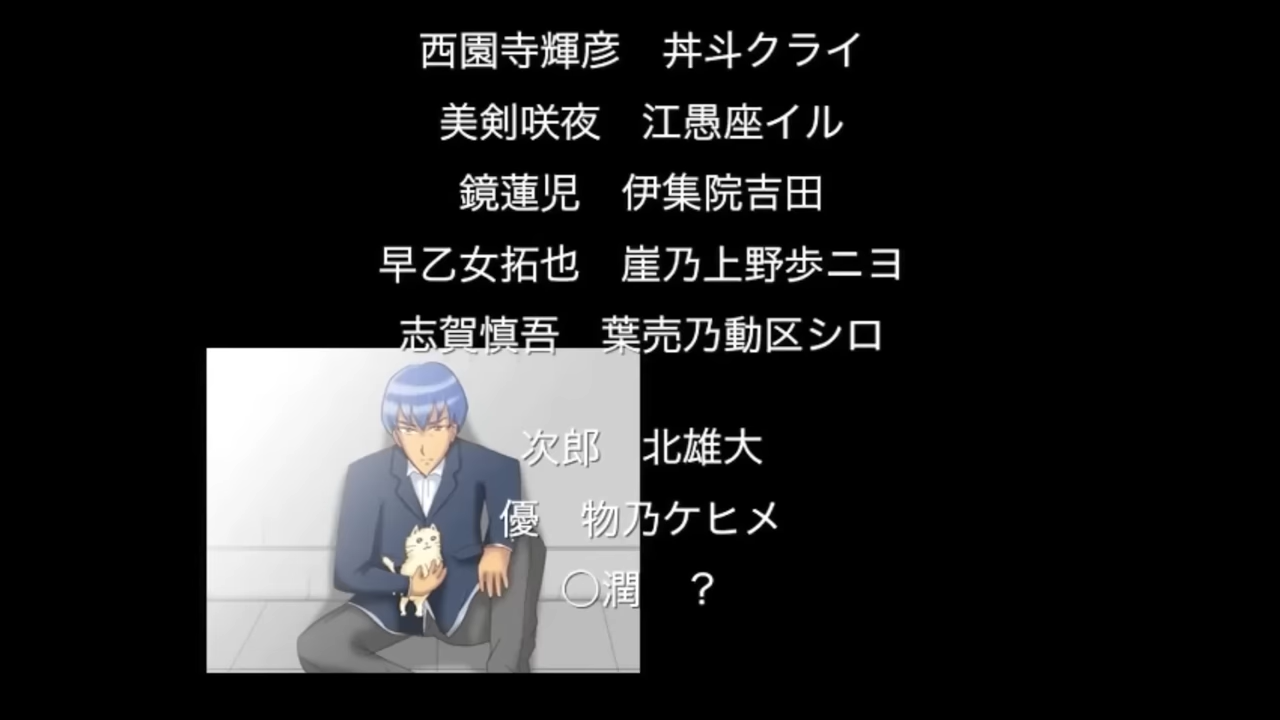 西園寺輝彦　丼斗クライ
美剣咲夜　江愚座イル
鏡蓮児　伊集院吉田
早乙女拓也　崖乃上野歩ニヨ
志賀慎吾　葉売乃動区シロ
次郎　北雄大
優　物乃ケヒメ
〇潤　？